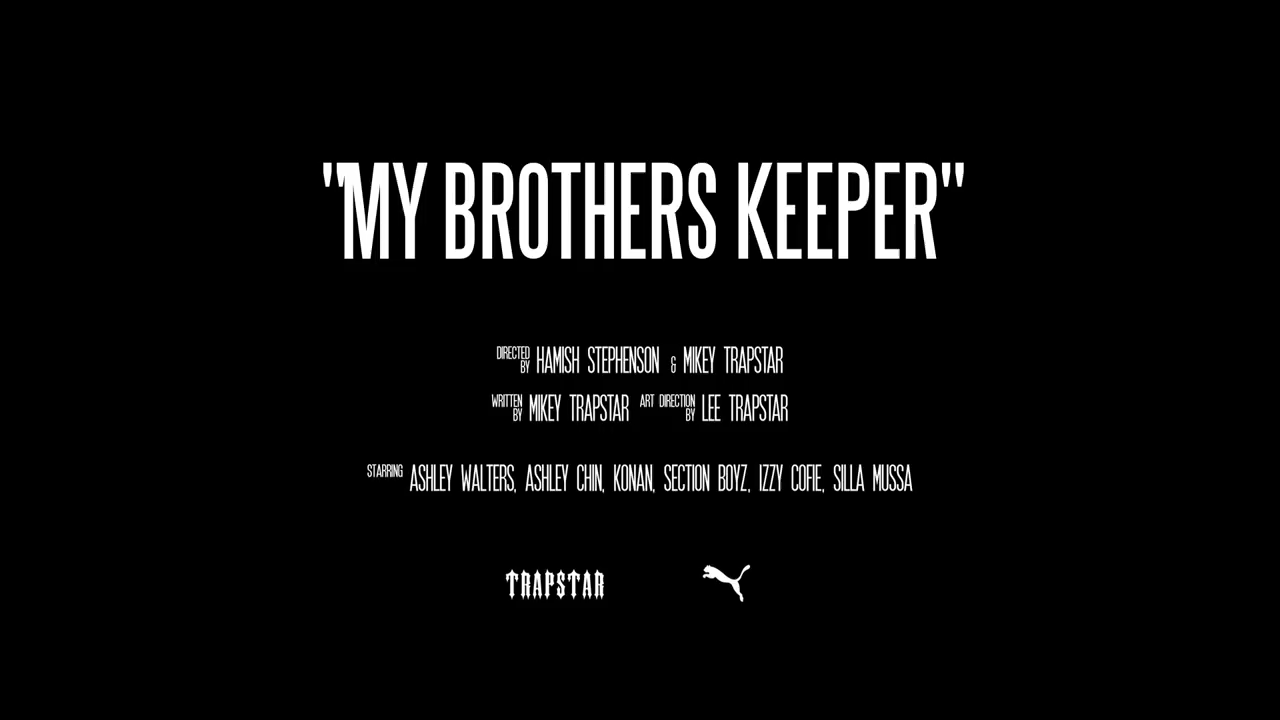 "MY BROTHERS KEEPER"
DIRECTED BY HAMISH STEPHENSON & MIKEY TRAPSTAR
WRITTEN BY MIKEY TRAPSTAR ART DIRECTION BY LEE TRAPSTAR
STARRING ASHLEY WALTERS, ASHLEY CHIN, KONAN, SECTION BOYZ, IZZY COFIE, SILLA MUSSA
TRAPSTAR